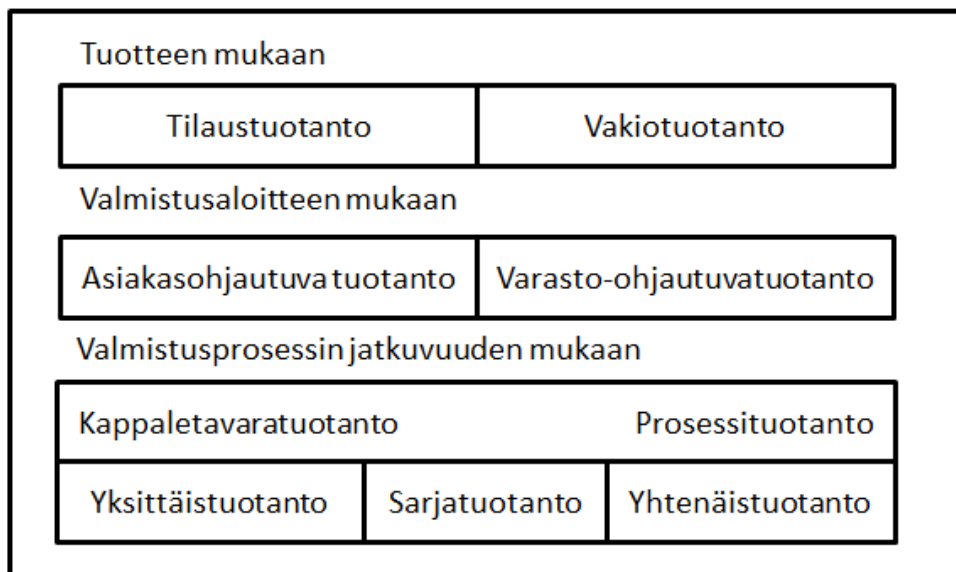 Tuotteen mukaan
Tilaustuotanto Vakiotuotanto
Valmistusaloitteen mukaan
Asiakasohjautuva tuotanto Varasto-ohjautuvatuotanto
Valmistusprosessin jatkuvuuden mukaan
Kappaletavaratuotanto Prosessituotanto
Yksittäistuotanto Sarjatuotanto Yhtenäistuotanto